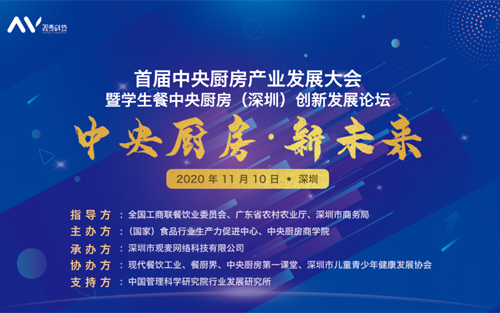 观麦科技
首届中央厨房产业发展大会
暨学生餐中央厨房（深圳）创新发展论坛
中央厨房·新未来
2020 年 11 月 10 日 • 深圳
指导方：全国工商联餐饮业委员会、广东省农村农业厅、深圳市商务局
主办方：（国家）食品行业生产力促进中心、中央厨房商学院
承办方：深圳市观麦网络科技有限公司
协办方：现代餐饮工业、餐厨界、中央厨房第一课堂、深圳市儿童青少年健康发展协会
支持方：中国管理科学研究院行业发展研究所